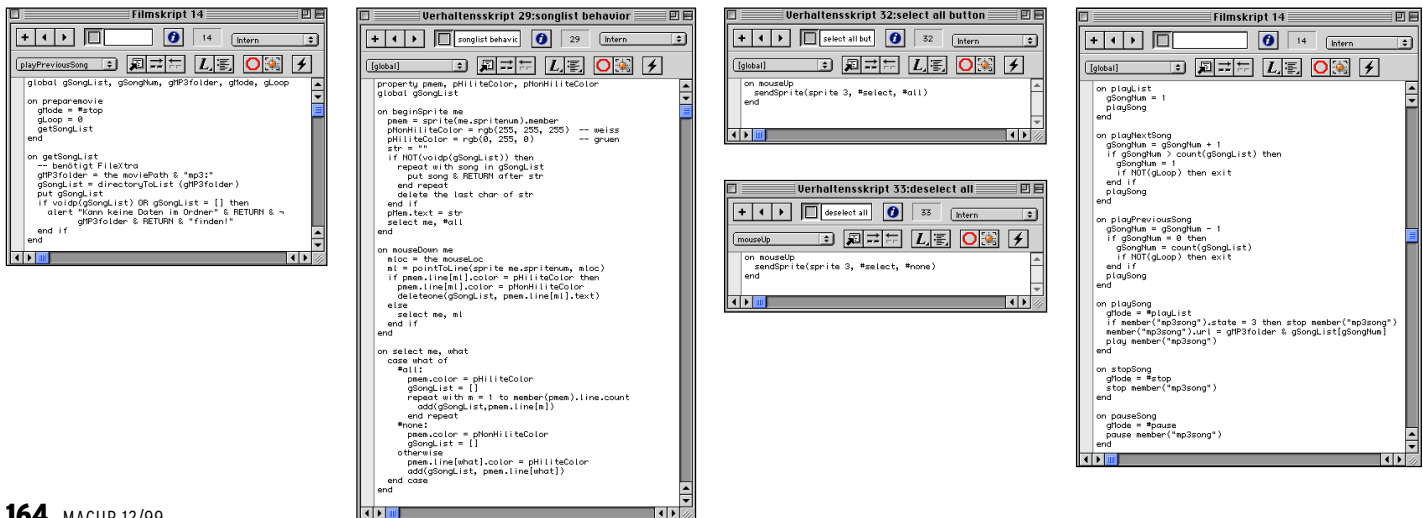 Filmskript 14
14
Intern
playPreviousSong
global gSongList, gSongNum, gMP3folder, gMode, gLoop
on preparemovie
gMode = #stop
gLoop = 0
getSongList
end
on getSongList
-- benötigt FileXtra
gMP3folder = the moviePath & "mp3:"
gSongList = directoryToList (gMP3folder)
put gSongList
if voidp(gSongList) OR gSongList = [] then
alert "Kann keine Daten im Ordner" & RETURN & ¬
gMP3folder & RETURN & "finden!"
end if
end
Verhaltensskript 29:songlist behavior
songlist behavic
29
Intern
[global]
property pmem, pHiliteColor, pNonHiliteColor
global gSongList
on beginSprite me
pmem = sprite(me.spritenum).member
pNonHiliteColor = rgb(255, 255, 255) -- weiss
pHiliteColor = rgb(0, 255, 0) -- gruen
str = ""
if NOT(voidp(gSongList)) then
repeat with song in gSongList
put song & RETURN after str
end repeat
delete the last char of str
end if
pMem.text = str
select me, #all
end
on mouseDown me
mloc = the mouseLoc
ml = pointToLine(sprite me.spritenum, mloc)
if pmem.line[ml].color = pHiliteColor then
pmem.line[ml].color = pNonHiliteColor
deleteone(gSongList, pmem.line[ml].text)
else
select me, ml
end if
end
on select me, what
case what of
#all:
pmem.color = pHiliteColor
gSongList = []
repeat with m = 1 to member(pmem).line.count
add(gSongList,pmem.line[m])
end repeat
#none:
pmem.color = pNonHiliteColor
gSongList = []
otherwise
pmem.line[what].color = pHiliteColor
add(gSongList, pmem.line[what])
end case
end
Verhaltensskript 32:select all button
select all but
32
Intern
[global]
on mouseUp
sendSprite(sprite 3, #select, #all)
end
Verhaltensskript 33:deselect all
deselect all
33
Intern
mouseUp
on mouseUp
sendSprite(sprite 3, #select, #none)
end
Filmskript 14
14
Intern
[global]
on playList
gSongNum = 1
playSong
end
on playNextSong
gSongNum = gSongNum + 1
if gSongNum > count(gSongList) then
gSongNum = 1
if NOT(gLoop) then exit
end if
playSong
end
on playPreviousSong
gSongNum = gSongNum - 1
if gSongNum = 0 then
gSongNum = count(gSongList)
if NOT(gLoop) then exit
end if
playSong
end
on playSong
gMode = #playList
if member("mp3song").state = 3 then stop member("mp3song")
member("mp3song").url = gMP3folder & gSongList[gSongNum]
play member("mp3song")
end
on stopSong
gMode = #stop
stop member("mp3song")
end
on pauseSong
gMode = #pause
pause member("mp3song")
end
164 MACUP 12/99